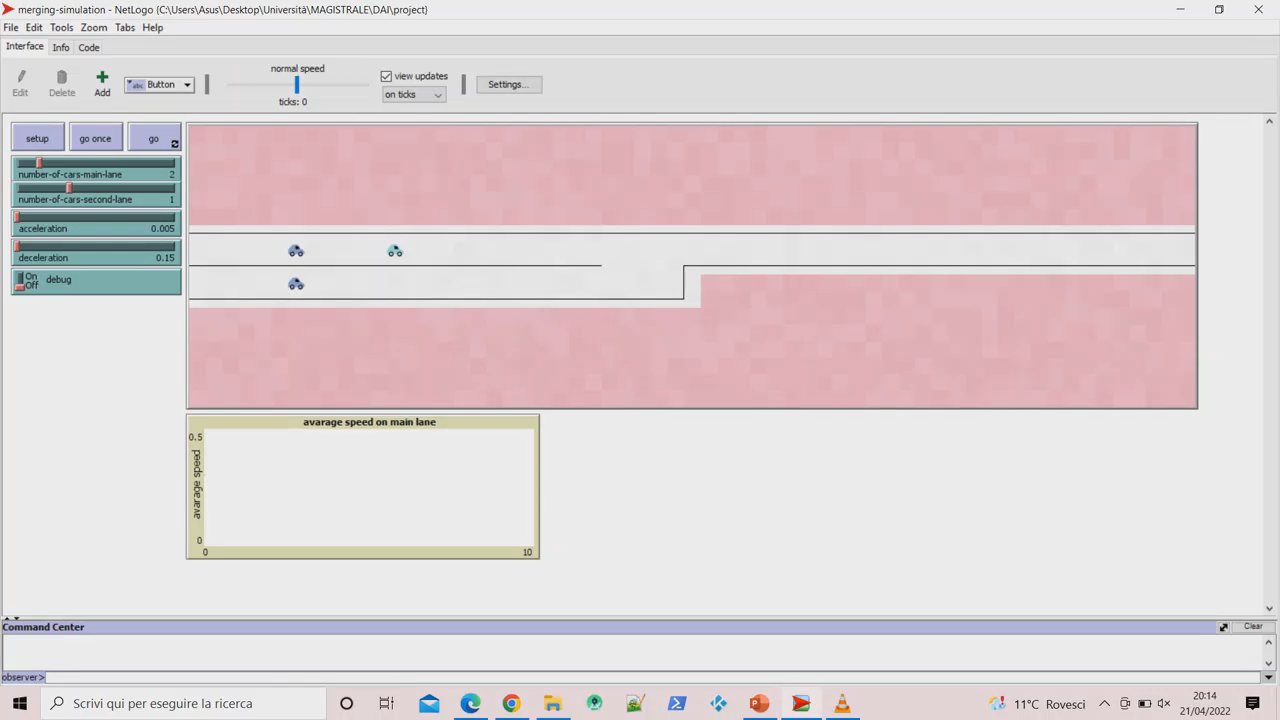 merging-simulation - NetLogo {C:\Users\Asus\Desktop\Università\MAGISTRALE\DAI\project}
File Edit Tools Zoom Tabs Help
Interface Info Code
Edit Delete Add abc Button normal speed ticks: 0 view updates on ticks Settings...
setup go once go
number-of-cars-main-lane 2
number-of-cars-second-lane 1
acceleration 0.005
deceleration 0.15
On
Off
debug
avarage speed on main lane
0.5
avarage speed
0
0 10
Command Center Clear
observer>
Scrivi qui per eseguire la ricerca
11°C Rovesci
20:14
21/04/2022